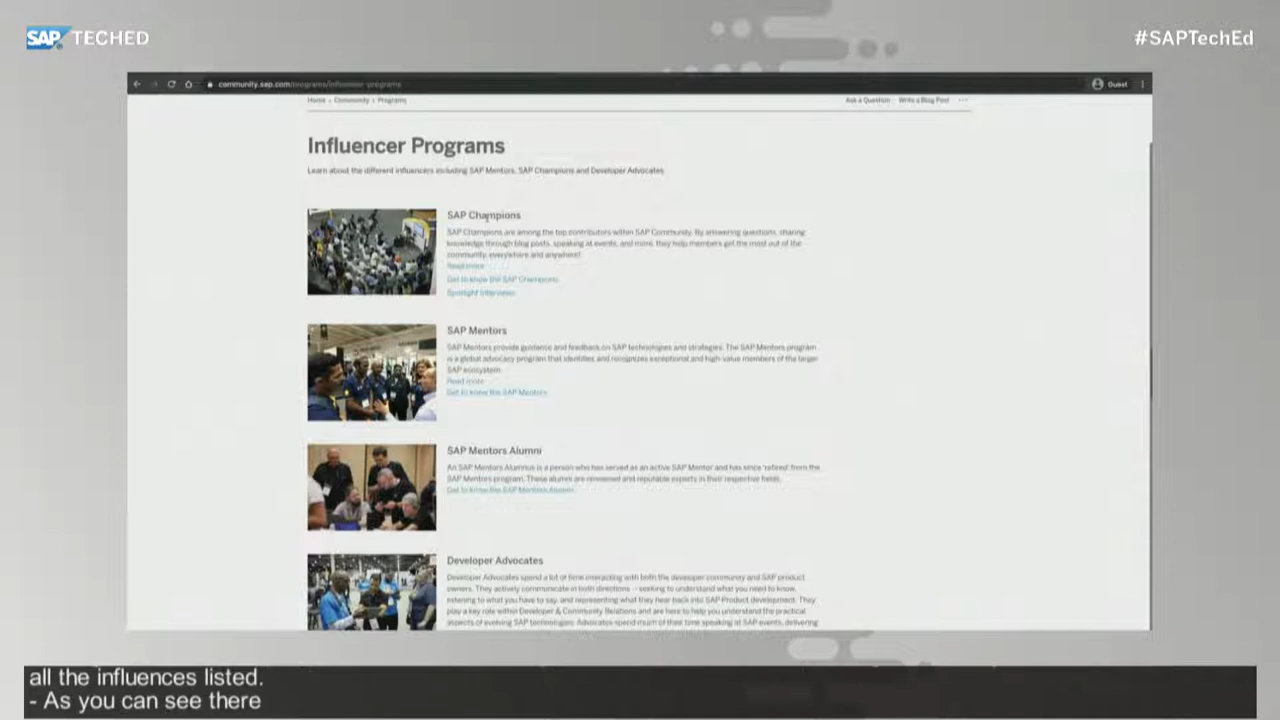 SAP TECHED
#SAPTechEd
community.sap.com/programs/influencer-programs
Guest
Home Community Programs
Ask a Question Write a Blog Post ...
Influencer Programs
Learn about the different influencers including SAP Mentors, SAP Champions and Developer Advocates
SAP Champions
SAP Champions are among the top contributors within SAP Community. By answering questions, sharing
knowledge through blog posts, speaking at events, and more, they help members get the most out of the
community, everywhere and anywhere!
Read more
Get to know the SAP Champions
Spotlight Interviews
SAP Mentors
SAP Mentors provide guidance and feedback on SAP technologies and strategies. The SAP Mentors program
is a global advocacy program that identifies and recognizes exceptional and high-value members of the larger
SAP ecosystem.
Read more
Get to know the SAP Mentors
SAP Mentors Alumni
An SAP Mentors Alumnus is a person who has served as an active SAP Mentor and has since 'retired' from the
SAP Mentors program. These alumni are renowned and reputable experts in their respective fields.
Get to know the SAP Mentors Alumni
Developer Advocates
Developer Advocates spend a lot of time interacting with both the developer community and SAP product
owners. They actively communicate in both directions -- seeking to understand what you need to know,
listening to what you have to say, and representing what they hear back into SAP Product development. They
play a key role within Developer & Community Relations and are here to help you understand the practical
aspects of evolving SAP technologies. Advocates spend much of their time speaking at SAP events, delivering
all the influences listed.
- As you can see there